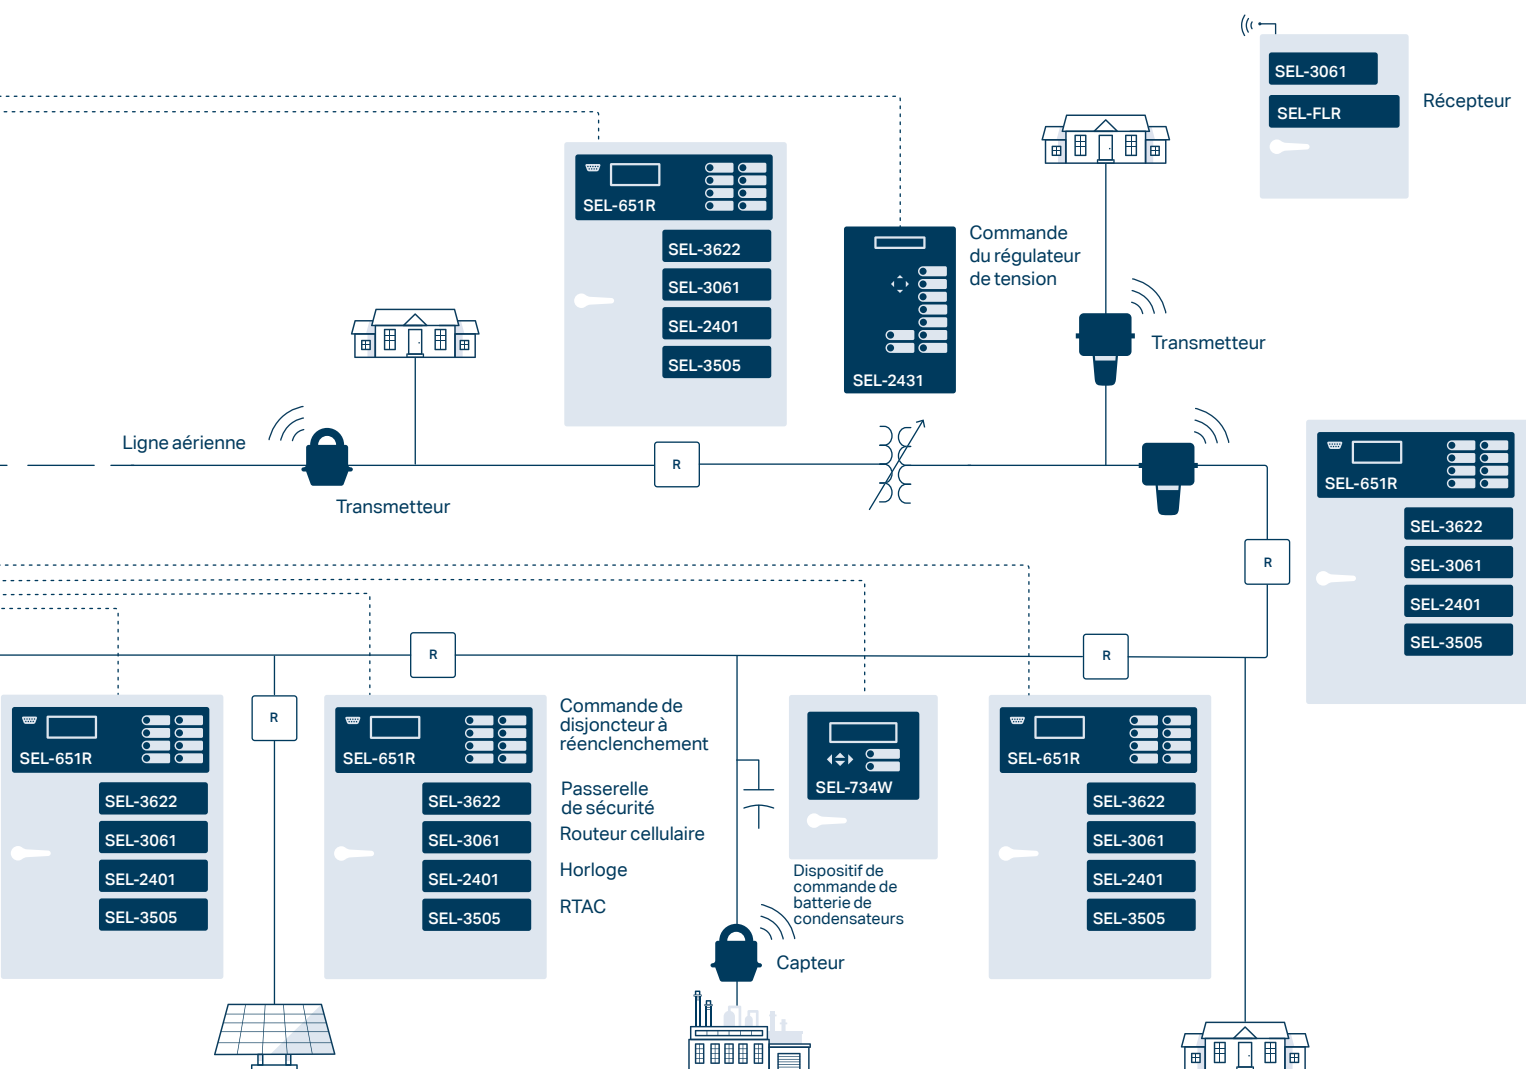 SEL-3061
SEL-FLR
Récepteur
SEL-651R
SEL-3622
SEL-3061
SEL-2401
SEL-3505
Commande
du régulateur
de tension
SEL-2431
Transmetteur
Ligne aérienne
Transmetteur
R
SEL-651R
SEL-3622
SEL-3061
SEL-2401
SEL-3505
R
R
R
R
SEL-651R
SEL-3622
SEL-3061
SEL-2401
SEL-3505
SEL-651R
SEL-3622
SEL-3061
SEL-2401
SEL-3505
Commande de
disjoncteur à
réenclenchement
Passerelle
de sécurité
Routeur cellulaire
Horloge
RTAC
SEL-734W
Dispositif de
commande de
batterie de
condensateurs
Capteur
SEL-651R
SEL-3622
SEL-3061
SEL-2401
SEL-3505